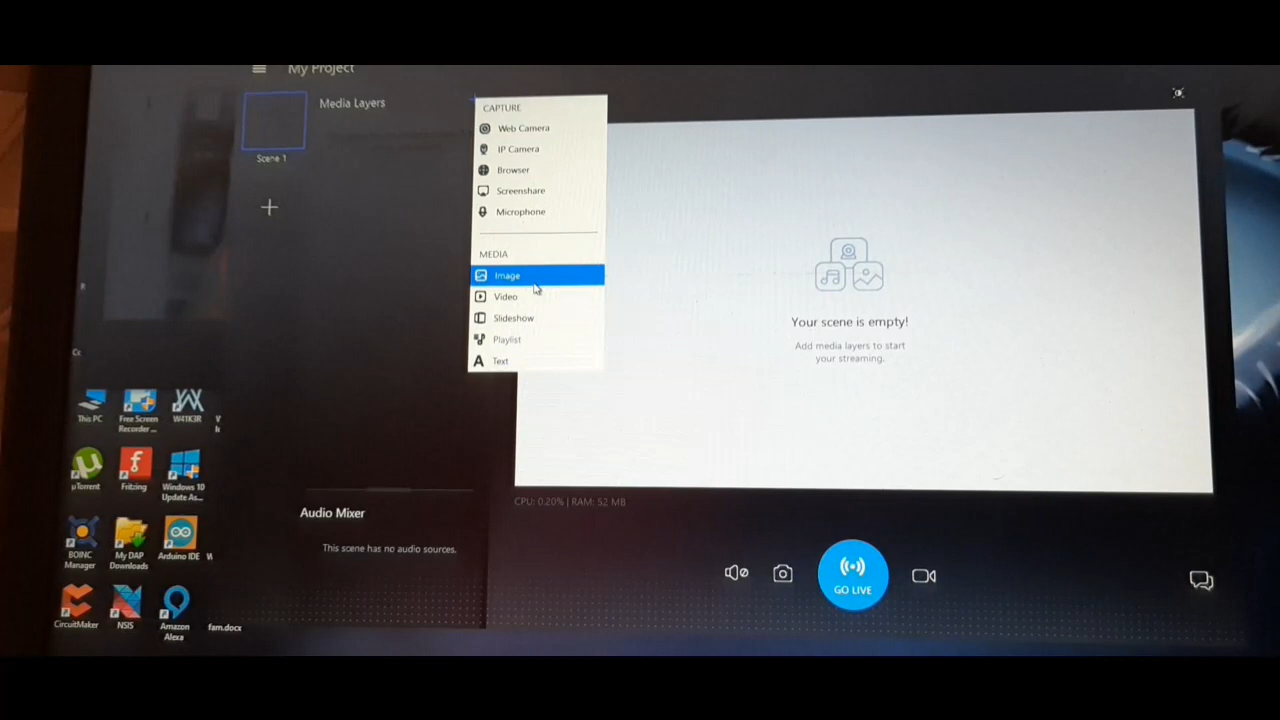 My Project
Media Layers
Scene 1
CAPTURE
Web Camera
IP Camera
Browser
Screenshare
Microphone
MEDIA
Image
Video
Slideshow
Playlist
Text
Your scene is empty!
Add media layers to start
your streaming.
CPU: 0.20% | RAM: 52 MB
Audio Mixer
This scene has no audio sources.
GO LIVE
This PC
Free Screen
Recorder ...
W41K3R
µTorrent
Fritzing
Windows 10
Update As...
BOINC
Manager
My DAP
Downloads
Arduino IDE
CircuitMaker
NSIS
Amazon
Alexa
fam.docx